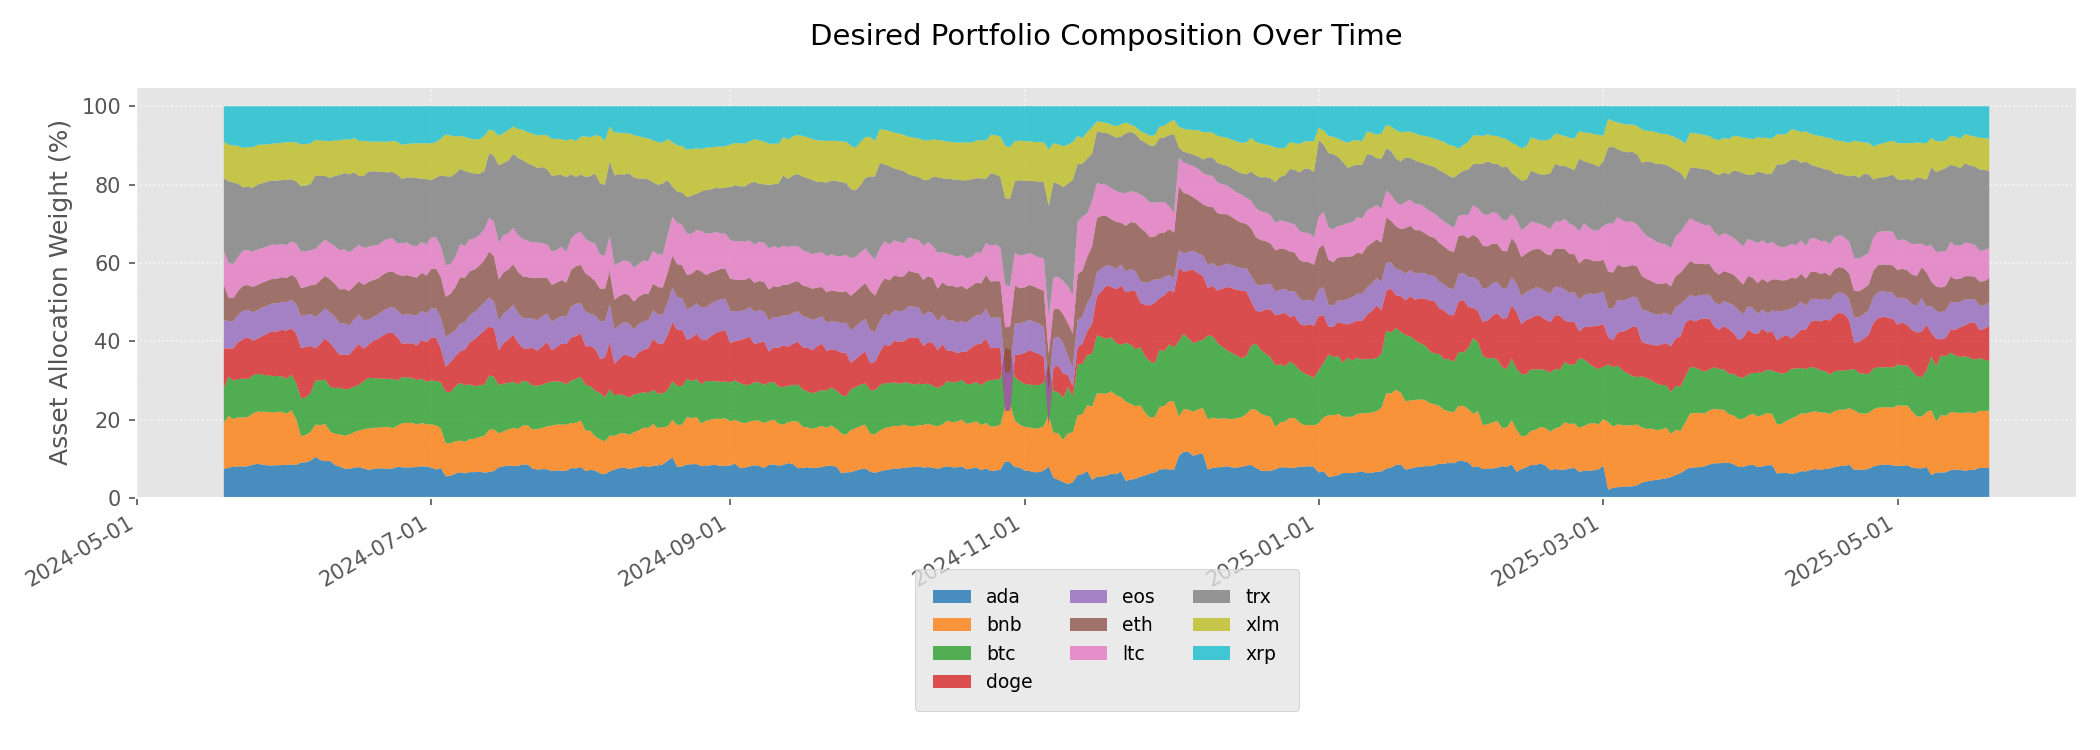 Desired Portfolio Composition Over Time
Asset Allocation Weight (%)
100
80
60
40
20
0
2024-05-01
2024-07-01
2024-09-01
2024-11-01
2025-01-01
2025-03-01
2025-05-01
ada
bnb
btc
doge
eos
eth
ltc
trx
xlm
xrp